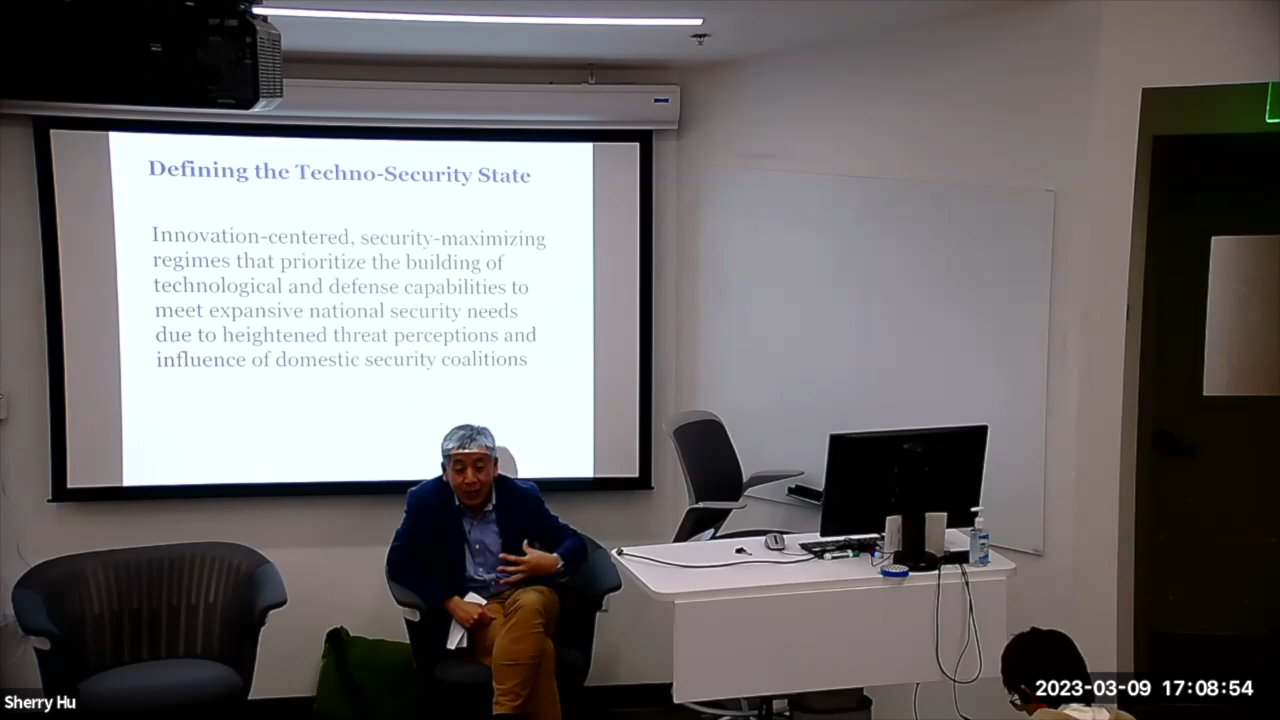 Defining the Techno-Security State
Innovation-centered, security-maximizing
regimes that prioritize the building of
technological and defense capabilities to
meet expansive national security needs
due to heightened threat perceptions and
influence of domestic security coalitions
Sherry Hu
2023-03-09 17:08:54